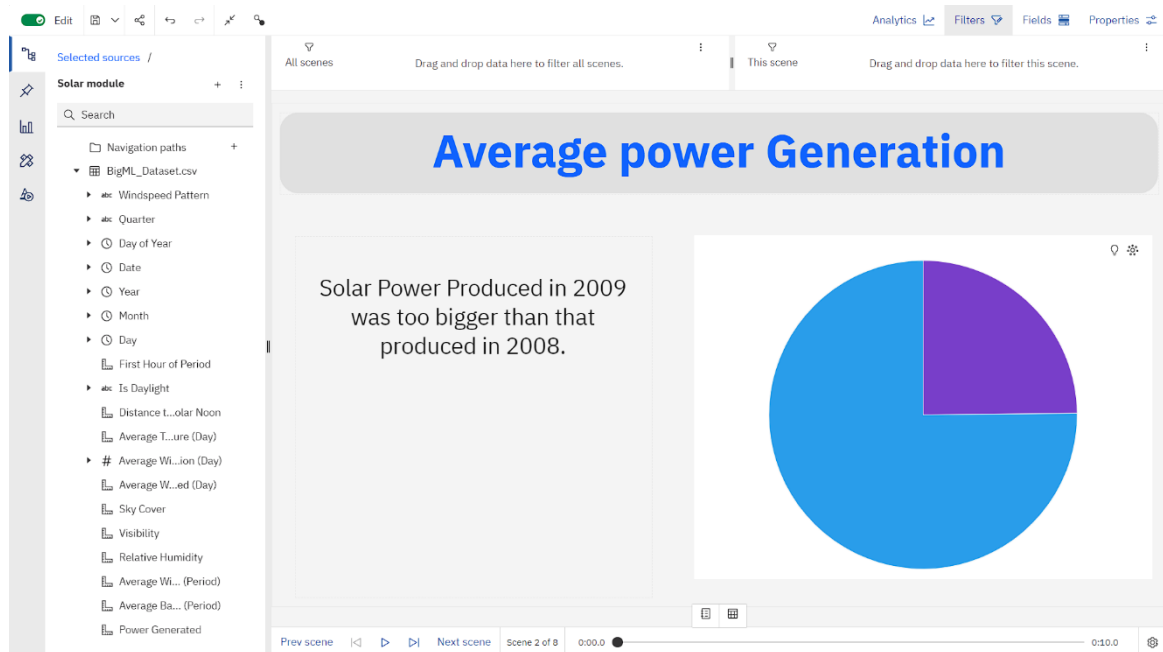 Edit
Analytics
Filters
Fields
Properties
Selected sources /
Solar module
Search
Navigation paths
BigML_Dataset.csv
abc Windspeed Pattern
abc Quarter
Day of Year
Date
Year
Month
Day
First Hour of Period
abc Is Daylight
Distance t...olar Noon
Average T...ure (Day)
# Average Wi...ion (Day)
Average W...ed (Day)
Sky Cover
Visibility
Relative Humidity
Average Wi... (Period)
Average Ba... (Period)
Power Generated
All scenes
Drag and drop data here to filter all scenes.
This scene
Drag and drop data here to filter this scene.
Average power Generation
Solar Power Produced in 2009
was too bigger than that
produced in 2008.
Prev scene
Next scene
Scene 2 of 8
0:00.0
0:10.0